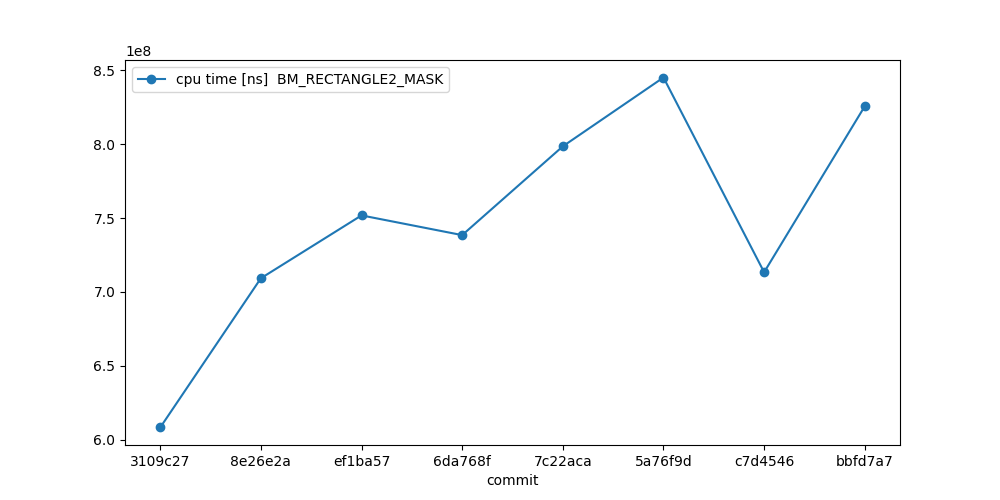 1e8
cpu time [ns]  BM_RECTANGLE2_MASK
8.5
8.0
7.5
7.0
6.5
6.0
3109c27 8e26e2a ef1ba57 6da768f 7c22aca 5a76f9d c7d4546 bbfd7a7
commit